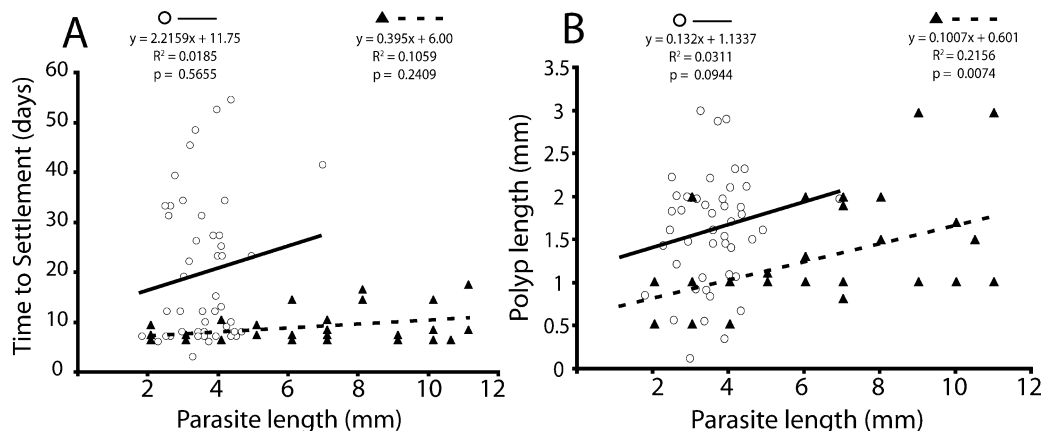 A
y = 2.2159x + 11.75
R² = 0.0185
p = 0.5655
y = 0.395x + 6.00
R² = 0.1059
p = 0.2409
60
50
40
30
20
10
0
2
4
6
8
10
12
Time to Settlement (days)
Parasite length (mm)
B
y = 0.132x + 1.1337
R² = 0.0311
p = 0.0944
y = 0.1007x + 0.601
R² = 0.2156
p = 0.0074
3.5
3
2.5
2
1.5
1
0.5
0
2
4
6
8
10
12
Polyp length (mm)
Parasite length (mm)